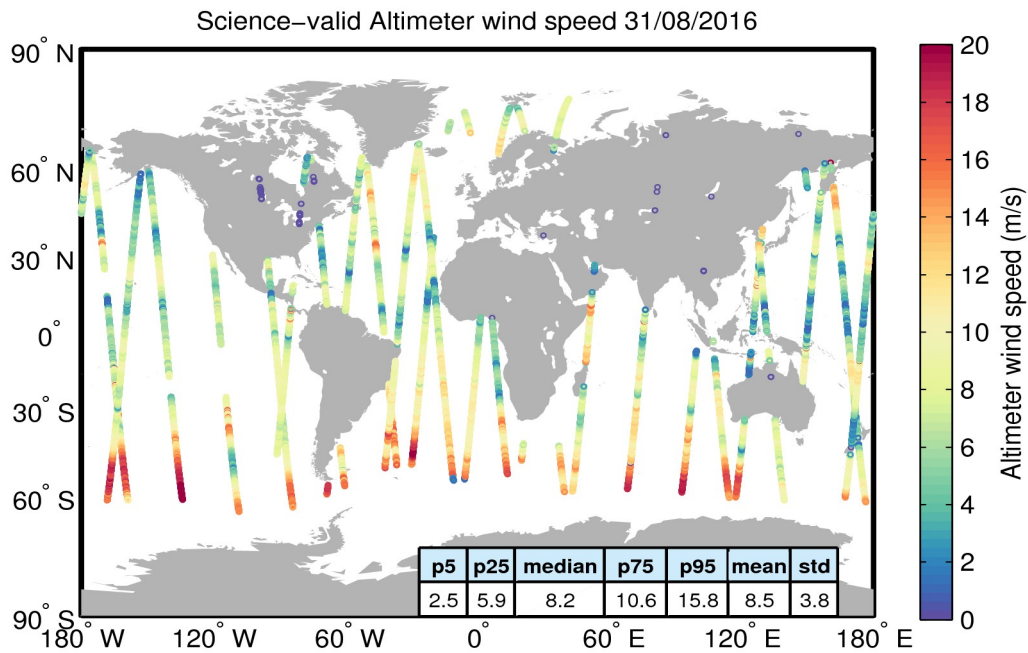 Science−valid Altimeter wind speed 31/08/2016
90° N
60° N
30° N
0°
30° S
60° S
90° S
180° W
120° W
60° W
0°
60° E
120° E
180° E
p5 p25 median p75 p95 mean std
2.5 5.9 8.2 10.6 15.8 8.5 3.8
20
18
16
14
12
10
8
6
4
2
0
Altimeter wind speed (m/s)